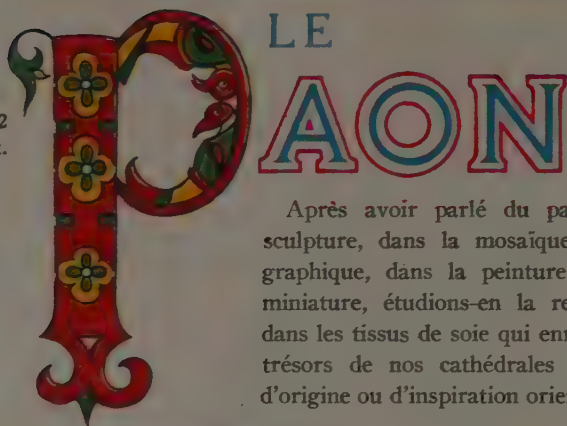 LE
PAON
Après avoir parlé du
sculpture, dans la mosaïque
graphique, dans la peinture
miniature, étudions-en la
dans les tissus de soie qui
trésors de nos cathédrales
d'origine ou d'inspiration